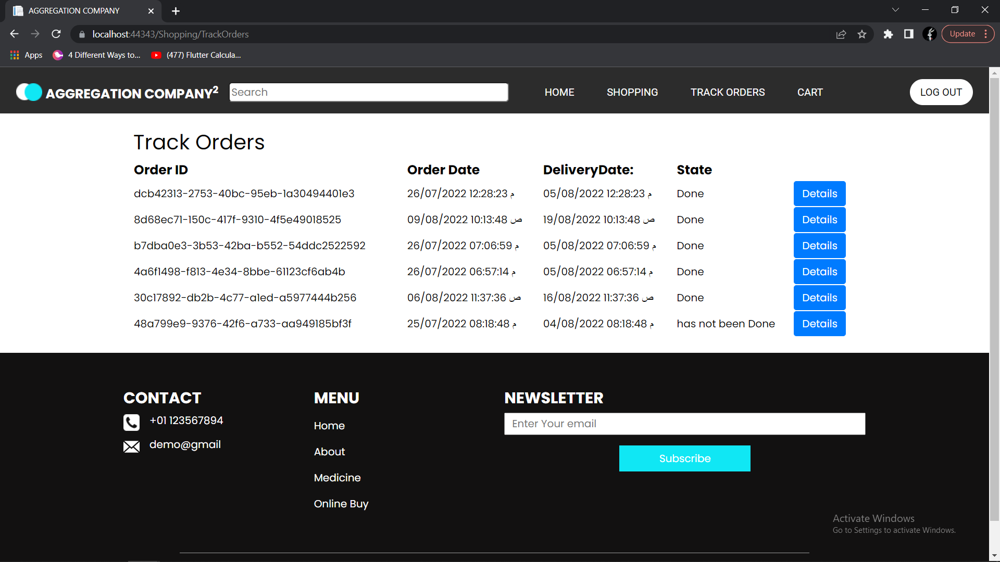 AGGREGATION COMPANY
localhost:44343/Shopping/TrackOrders
Update
Apps
4 Different Ways to...
(477) Flutter Calcula...
AGGREGATION COMPANY²
Search
HOME
SHOPPING
TRACK ORDERS
CART
LOG OUT
Track Orders
Order ID Order Date DeliveryDate: State
dcb42313-2753-40bc-95eb-1a30494401e3 26/07/2022 12:28:23 م 05/08/2022 12:28:23 م Done Details
8d68ec71-150c-417f-9310-4f5e49018525 09/08/2022 10:13:48 ص 19/08/2022 10:13:48 ص Done Details
b7dba0e3-3b53-42ba-b552-54ddc2522592 26/07/2022 07:06:59 م 05/08/2022 07:06:59 م Done Details
4a6f1498-f813-4e34-8bbe-61123cf6ab4b 26/07/2022 06:57:14 م 05/08/2022 06:57:14 م Done Details
30c17892-db2b-4c77-a1ed-a5977444b256 06/08/2022 11:37:36 ص 16/08/2022 11:37:36 ص Done Details
48a799e9-9376-42f6-a733-aa949185bf3f 25/07/2022 08:18:48 م 04/08/2022 08:18:48 م has not been Done Details
CONTACT
+01 123567894
demo@gmail
MENU
Home
About
Medicine
Online Buy
NEWSLETTER
Enter Your email
Subscribe
Activate Windows
Go to Settings to activate Windows.